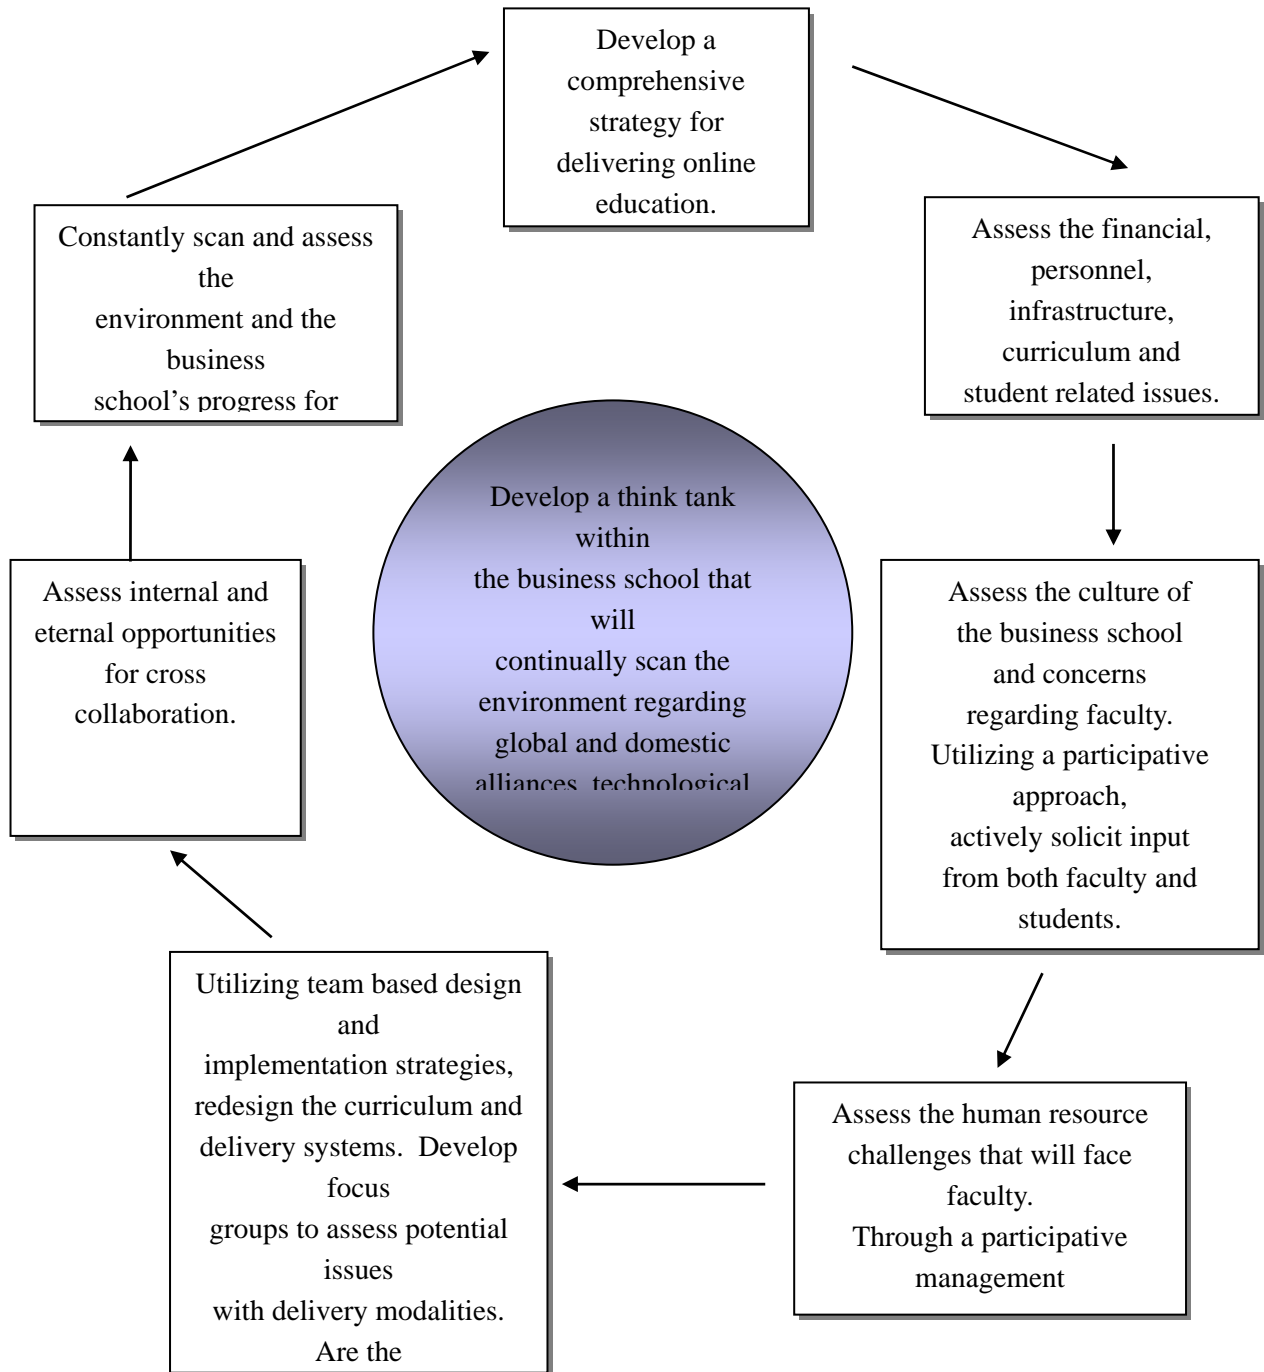 Develop a
comprehensive
strategy for
delivering online
education.
Assess the financial,
personnel,
infrastructure,
curriculum and
student related issues.
Assess the culture of
the business school
and concerns
regarding faculty.
Utilizing a participative
approach,
actively solicit input
from both faculty and
students.
Assess the human resource
challenges that will face
faculty.
Through a participative
management
Utilizing team based design
and
implementation strategies,
redesign the curriculum and
delivery systems.  Develop
focus
groups to assess potential
issues
with delivery modalities.
Are the
Assess internal and
eternal opportunities
for cross
collaboration.
Constantly scan and assess
the
environment and the
business
school’s progress for
Develop a think tank
within
the business school that
will
continually scan the
environment regarding
global and domestic
alliances, technological